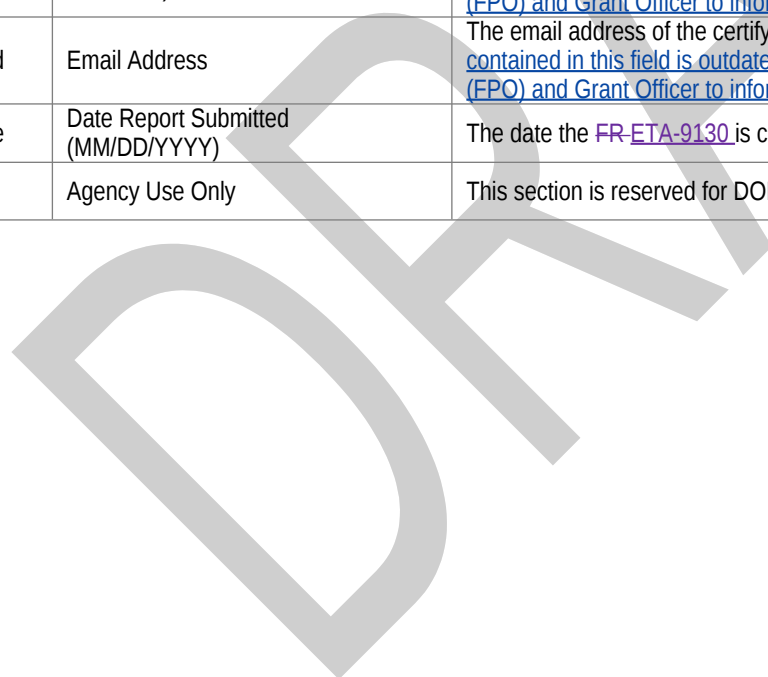 (FPO) and Grant Officer to infor
d
Email Address
The email address of the certify
contained in this field is outdate
(FPO) and Grant Officer to infor
e
Date Report Submitted
(MM/DD/YYYY)
The date the FR ETA-9130 is c
Agency Use Only
This section is reserved for DO
DRA